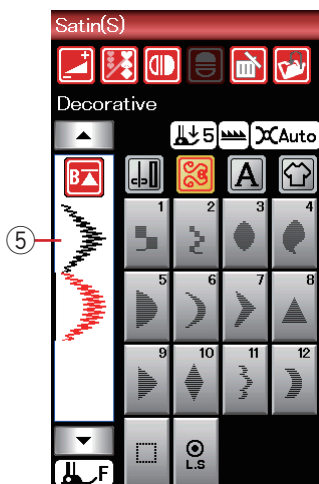 Satin(S)
Decorative
5 Auto
B A
1 2 3 4
⑤
5 6 7 8
9 10 11 12
L.S
F